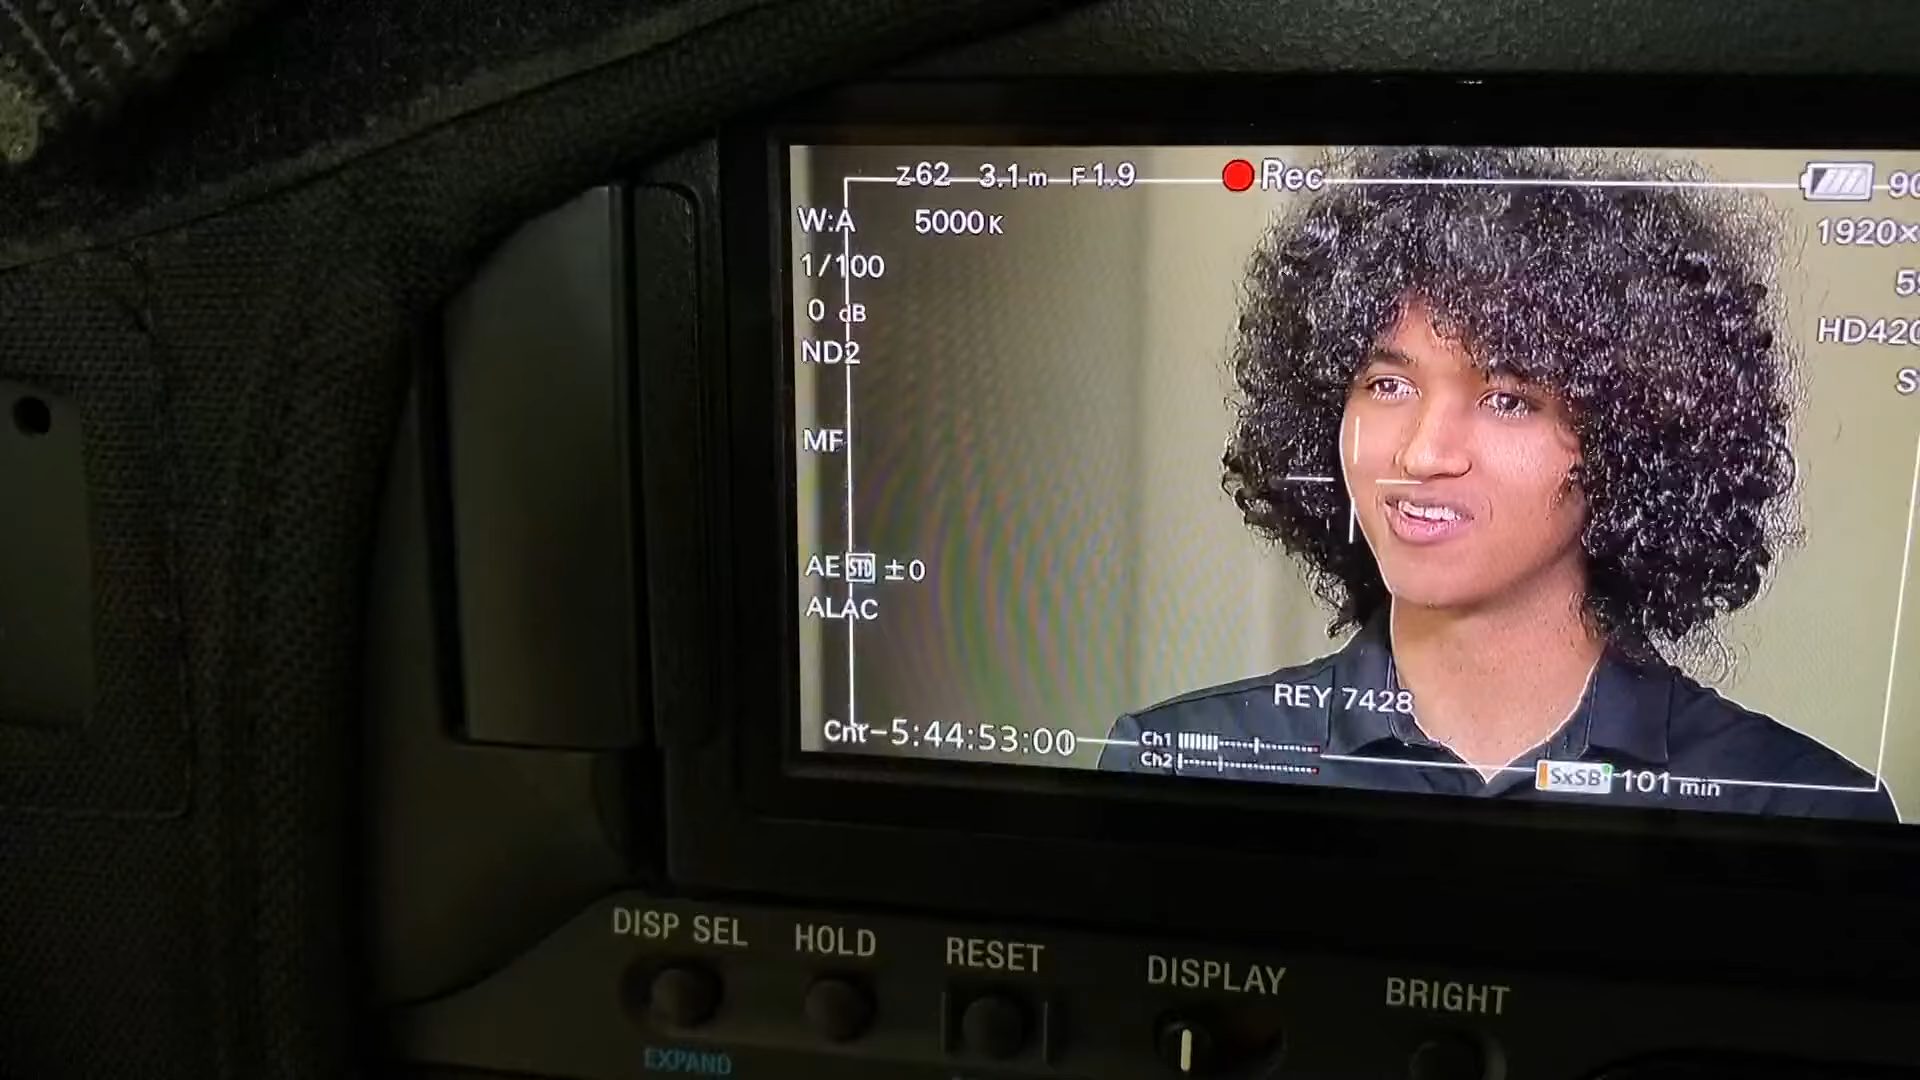 Z62 3.1m F1.9 Rec 90
W:A 5000K 1920×
1/100
0 dB
ND2 HD420
MF
AE STD ±0
ALAC
REY 7428
Cnt 5:44:53:00
Ch1
Ch2
SxSB 101 min
DISP SEL HOLD RESET DISPLAY BRIGHT
EXPAND